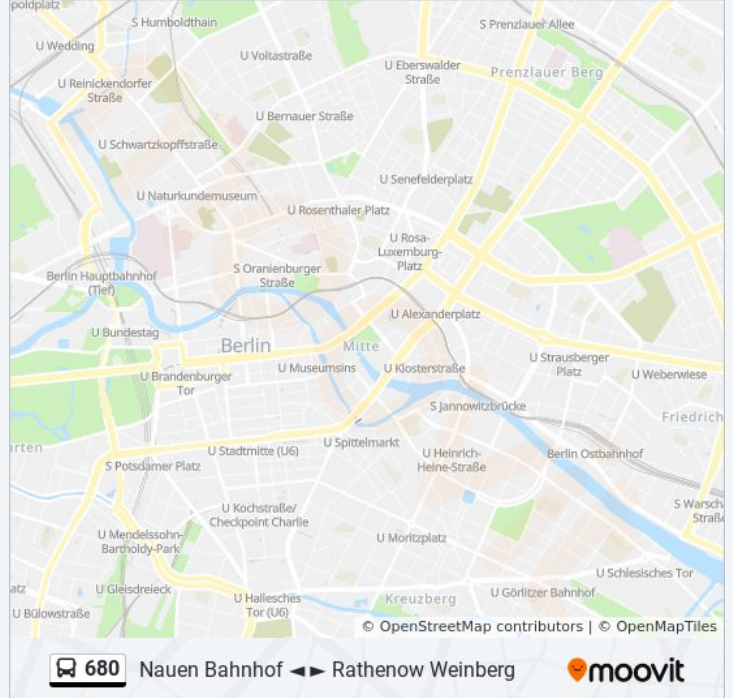 poldplatz
S Humboldthain
S Prenzlauer Allee
U Wedding
U Voltastraße
U Eberswalder
Straße
Prenzlauer Berg
U Reinickendorfer
Straße
U Bernauer Straße
U Schwartzkopffstraße
U Senefelderplatz
U Naturkundemuseum
U Rosenthaler Platz
U Rosa-
Luxemburg-
Platz
Berlin Hauptbahnhof
(Tief)
S Oranienburger
Straße
U Alexanderplatz
U Bundestag
Berlin
Mitte
U Strausberger
Platz
U Museumsins
U Klosterstraße
U Weberwiese
U Brandenburger
Tor
S Jannowitzbrücke
Friedrich
rten
U Stadtmitte (U6)
U Spittelmarkt
S Potsdamer Platz
U Heinrich-
Heine-Straße
Berlin Ostbahnhof
S Warsch
Straße
U Kochstraße/
Checkpoint Charlie
U Mendelssohn-
Bartholdy-Park
U Moritzplatz
U Schlesisches Tor
atz
U Gleisdreieck
U Hallesches
Tor (U6)
Kreuzberg
U Görlitzer Bahnhof
U Bülowstraße
© OpenStreetMap contributors | © OpenMapTiles
680 Nauen Bahnhof ◄► Rathenow Weinberg
moovit